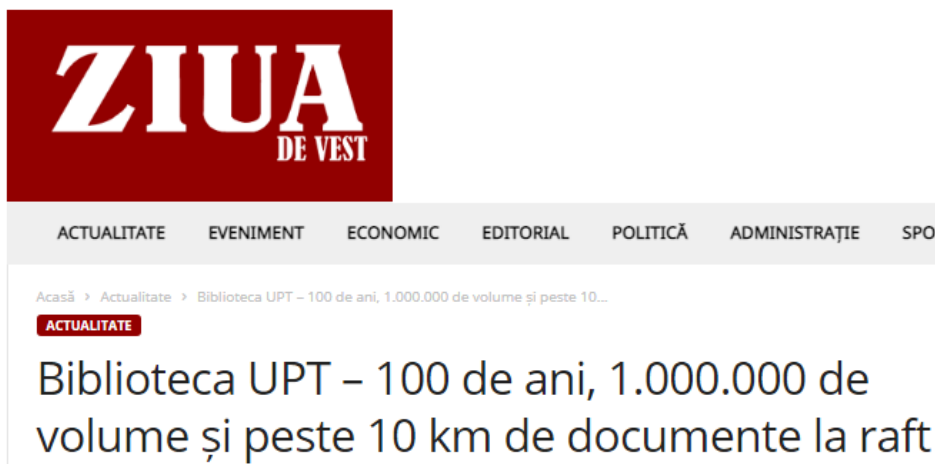 ZIUA
DE VEST
ACTUALITATE EVENIMENT ECONOMIC EDITORIAL POLITICĂ ADMINISTRAȚIE SPO
Acasă › Actualitate › Biblioteca UPT – 100 de ani, 1.000.000 de volume și peste 10...
ACTUALITATE
Biblioteca UPT – 100 de ani, 1.000.000 de
volume și peste 10 km de documente la raft